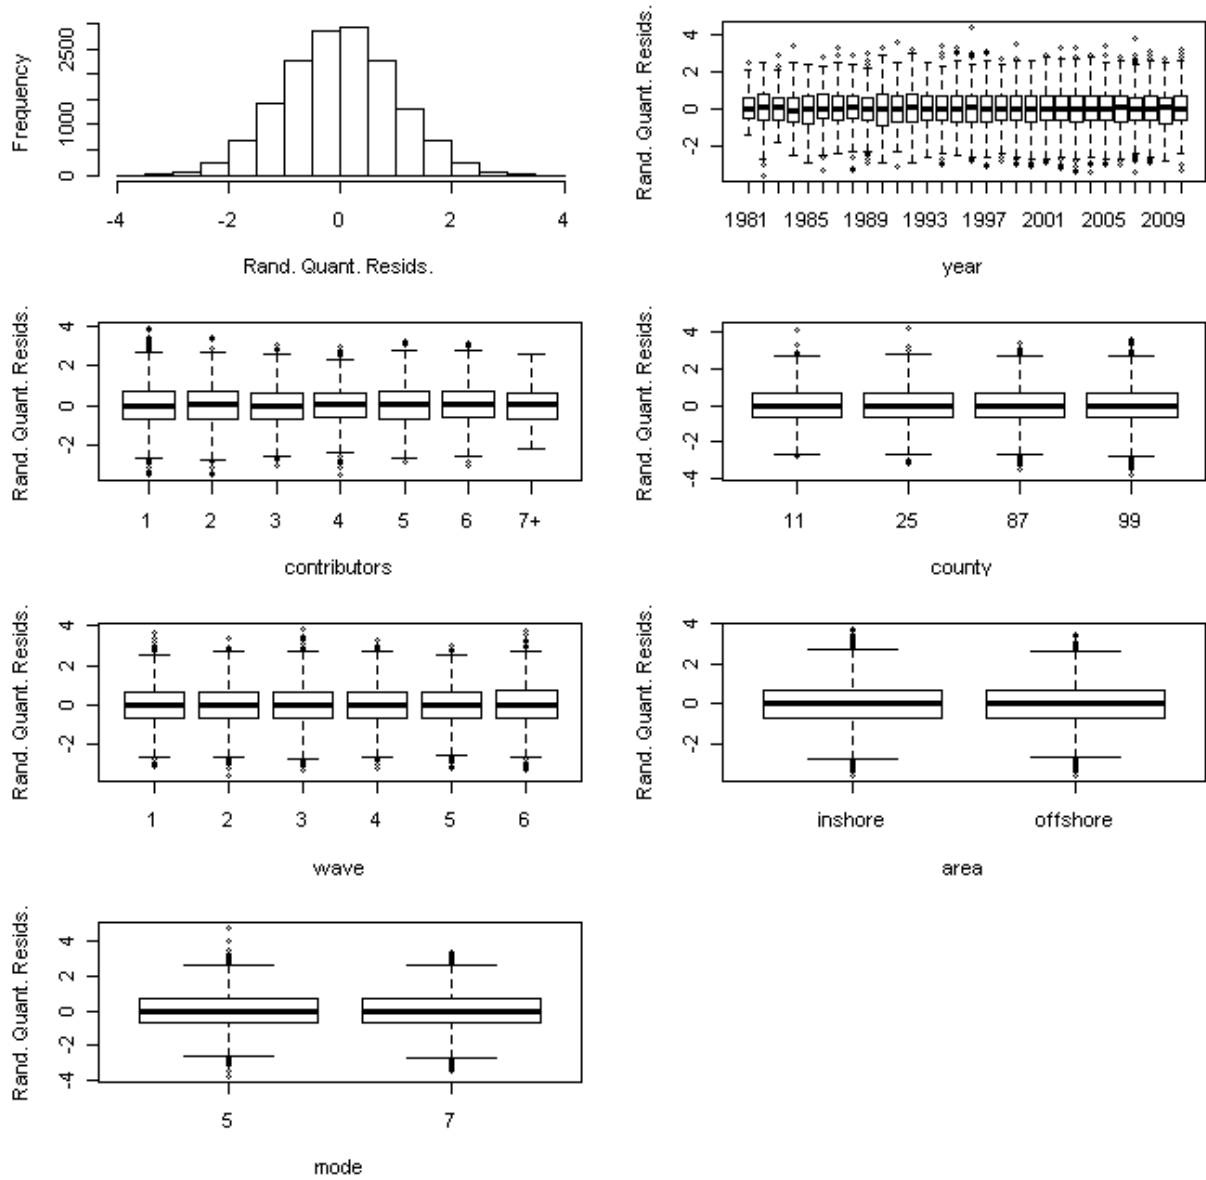 Frequency
2500
1000
0
-4 -2 0 2 4
Rand. Quant. Resids.
Rand. Quant. Resids.
4
2
0
-2
1981 1985 1989 1993 1997 2001 2005 2009
year
Rand. Quant. Resids.
4
2
0
-2
1 2 3 4 5 6 7+
contributors
Rand. Quant. Resids.
4
2
0
-2
-4
11 25 87 99
county
Rand. Quant. Resids.
4
2
0
-2
1 2 3 4 5 6
wave
Rand. Quant. Resids.
4
2
0
-2
inshore offshore
area
Rand. Quant. Resids.
4
2
0
-2
-4
5 7
mode